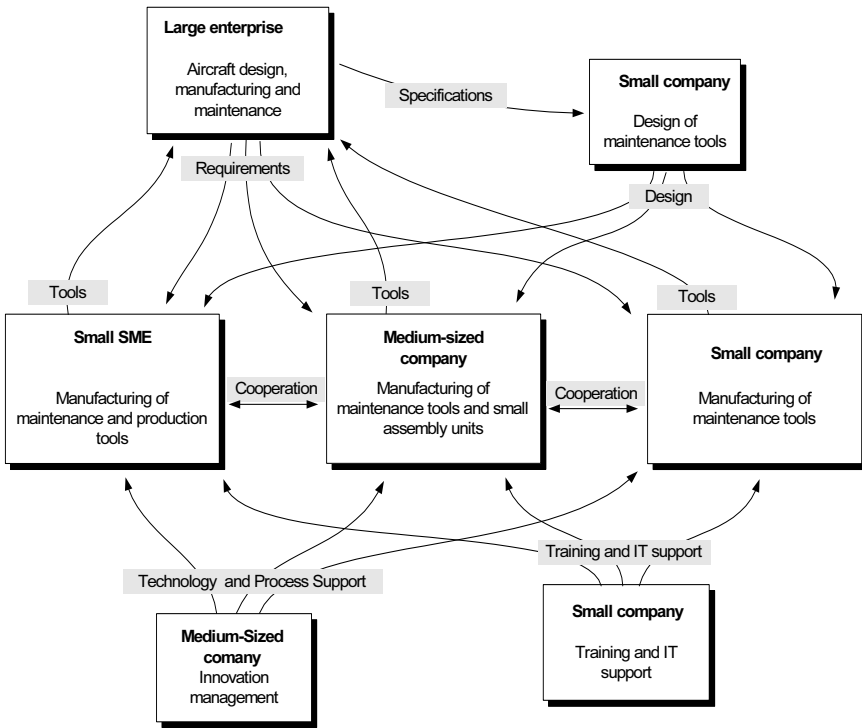 Large enterprise
Aircraft design,
manufacturing and
maintenance
Specifications
Small company
Design of
maintenance tools
Requirements
Design
Tools
Tools
Tools
Small SME
Manufacturing of
maintenance and production
tools
Cooperation
Medium-sized
company
Manufacturing of
maintenance tools and small
assembly units
Cooperation
Small company
Manufacturing of
maintenance tools
Technology and Process Support
Training and IT support
Medium-Sized
comany
Innovation
management
Small company
Training and IT
support